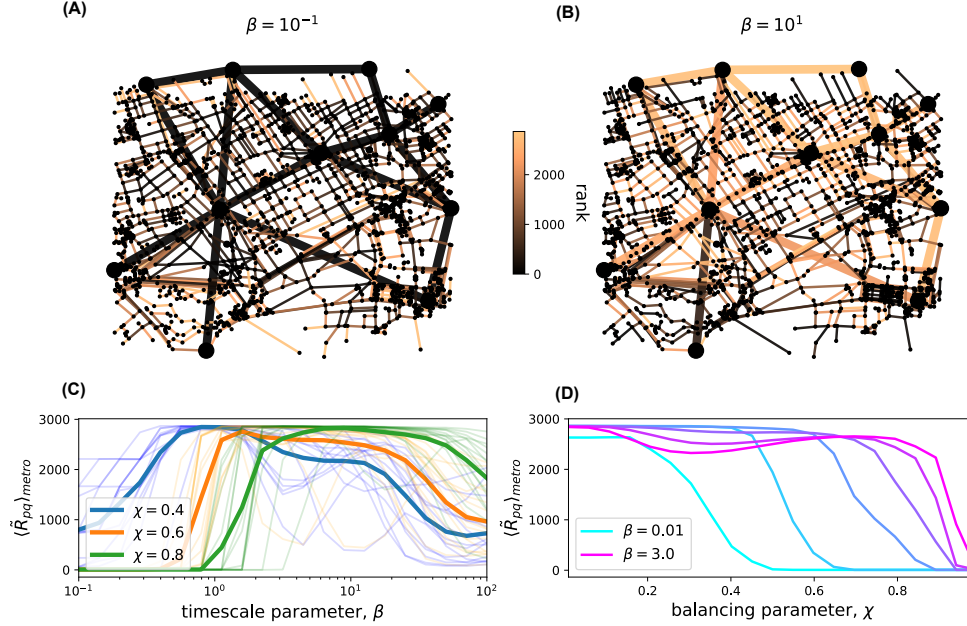 (A)
β = 10⁻¹
(B)
β = 10¹
2000
1000
0
rank
(C)
3000
2000
1000
0
⟨R̃pq⟩metro
χ = 0.4
χ = 0.6
χ = 0.8
10⁻¹ 10⁰ 10¹ 10²
timescale parameter, β
(D)
3000
2000
1000
0
⟨R̃pq⟩metro
β = 0.01
β = 3.0
0.2 0.4 0.6 0.8
balancing parameter, χ